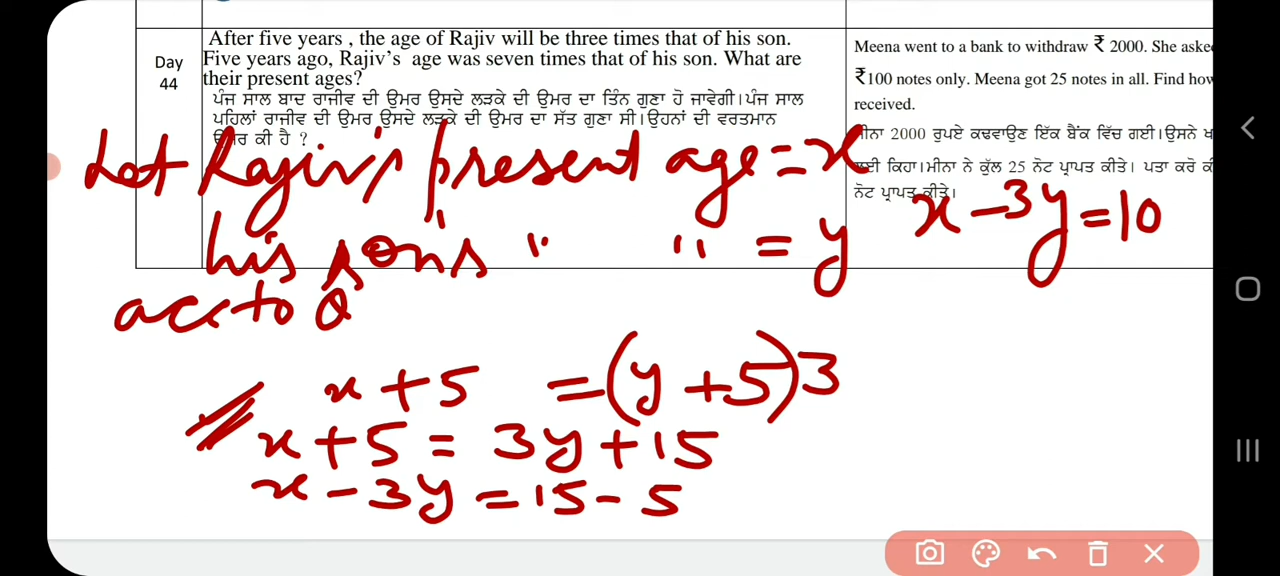 After five years , the age of Rajiv will be three times that of his son.
Day
44
Five years ago, Rajiv's age was seven times that of his son. What are
their present ages?
ਪੰਜ ਸਾਲ ਬਾਦ ਰਾਜੀਵ ਦੀ ਉਮਰ ਉਸਦੇ ਲੜਕੇ ਦੀ ਉਮਰ ਦਾ ਤਿੰਨ ਗੁਣਾ ਹੋ ਜਾਵੇਗੀ।ਪੰਜ ਸਾਲ
ਪਹਿਲਾਂ ਰਾਜੀਵ ਦੀ ਉਮਰ ਉਸਦੇ ਲੜਕੇ ਦੀ ਉਮਰ ਦਾ ਸੱਤ ਗੁਣਾ ਸੀ।ਉਹਨਾਂ ਦੀ ਵਰਤਮਾਨ
ਉਮਰ ਕੀ ਹੈ ?
Meena went to a bank to withdraw ₹ 2000. She aske
₹100 notes only. Meena got 25 notes in all. Find how
received.
ਮੀਨਾ 2000 ਰੁਪਏ ਕਢਵਾਉਣ ਇੱਕ ਬੈਂਕ ਵਿੱਚ ਗਈ।ਉਸਨੇ
ਲਈ ਕਿਹਾ।ਮੀਨਾ ਨੇ ਕੁੱਲ 25 ਨੋਟ ਪ੍ਰਾਪਤ ਕੀਤੇ। ਪਤਾ ਕਰੋ
ਨੋਟ ਪ੍ਰਾਪਤ ਕੀਤੇ।
Let Rajiv's present age = x
his sons " " = y
acc to Q
x + 5 = (y + 5)3
x + 5 = 3y + 15
x - 3y = 15 - 5
x - 3y = 10